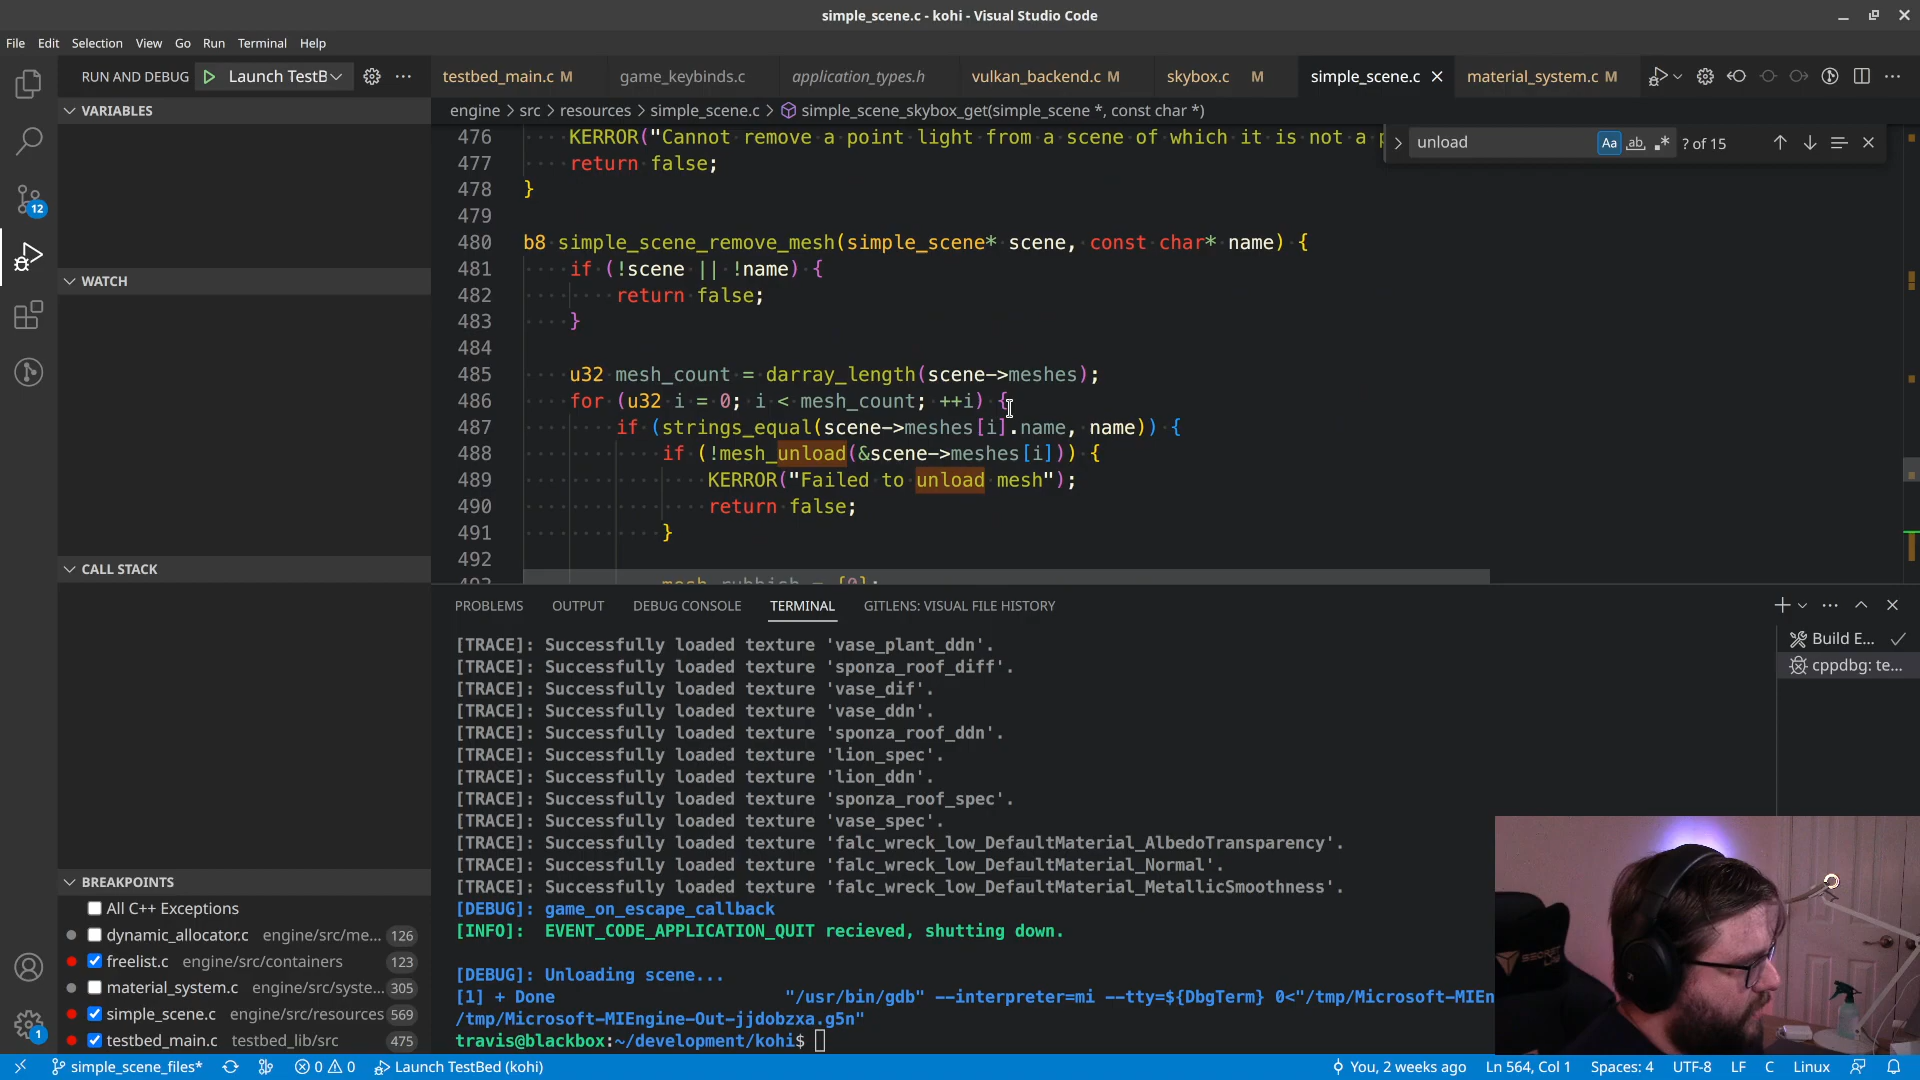 simple_scene.c - kohi - Visual Studio Code
File Edit Selection View Go Run Terminal Help
RUN AND DEBUG Launch TestB
testbed_main.c M game_keybinds.c application_types.h vulkan_backend.c M skybox.c M simple_scene.c material_system.c M
VARIABLES
engine > src > resources > simple_scene.c > simple_scene_skybox_get(simple_scene *, const char *)
unload Aa ab ? of 15
476 KERROR("Cannot remove a point light from a scene of which it is not a p
477 return false;
478 }
479
480 b8 simple_scene_remove_mesh(simple_scene* scene, const char* name) {
481 if (!scene || !name) {
482 return false;
483 }
484
485 u32 mesh_count = darray_length(scene->meshes);
486 for (u32 i = 0; i < mesh_count; ++i) {
487 if (strings_equal(scene->meshes[i].name, name)) {
488 if (!mesh_unload(&scene->meshes[i])) {
489 KERROR("Failed to unload mesh");
490 return false;
491 }
492
493 mesh rubbish = {0};
WATCH
CALL STACK
BREAKPOINTS
All C++ Exceptions
dynamic_allocator.c engine/src/me... 126
freelist.c engine/src/containers 123
material_system.c engine/src/syste... 305
simple_scene.c engine/src/resources 569
testbed_main.c testbed_lib/src 475
12
1
PROBLEMS OUTPUT DEBUG CONSOLE TERMINAL GITLENS: VISUAL FILE HISTORY
Build E...
cppdbg: te...
[TRACE]: Successfully loaded texture 'vase_plant_ddn'.
[TRACE]: Successfully loaded texture 'sponza_roof_diff'.
[TRACE]: Successfully loaded texture 'vase_dif'.
[TRACE]: Successfully loaded texture 'vase_ddn'.
[TRACE]: Successfully loaded texture 'sponza_roof_ddn'.
[TRACE]: Successfully loaded texture 'lion_spec'.
[TRACE]: Successfully loaded texture 'lion_ddn'.
[TRACE]: Successfully loaded texture 'sponza_roof_spec'.
[TRACE]: Successfully loaded texture 'vase_spec'.
[TRACE]: Successfully loaded texture 'falc_wreck_low_DefaultMaterial_AlbedoTransparency'.
[TRACE]: Successfully loaded texture 'falc_wreck_low_DefaultMaterial_Normal'.
[TRACE]: Successfully loaded texture 'falc_wreck_low_DefaultMaterial_MetallicSmoothness'.
[DEBUG]: game_on_escape_callback
[INFO]: EVENT_CODE_APPLICATION_QUIT recieved, shutting down.
[DEBUG]: Unloading scene...
[1] + Done "/usr/bin/gdb" --interpreter=mi --tty=${DbgTerm} 0<"/tmp/Microsoft-MIEn
/tmp/Microsoft-MIEngine-Out-jjdobzxa.g5n"
travis@blackbox:~/development/kohi$
simple_scene_files* 0 0 Launch TestBed (kohi) You, 2 weeks ago Ln 564, Col 1 Spaces: 4 UTF-8 LF C Linux